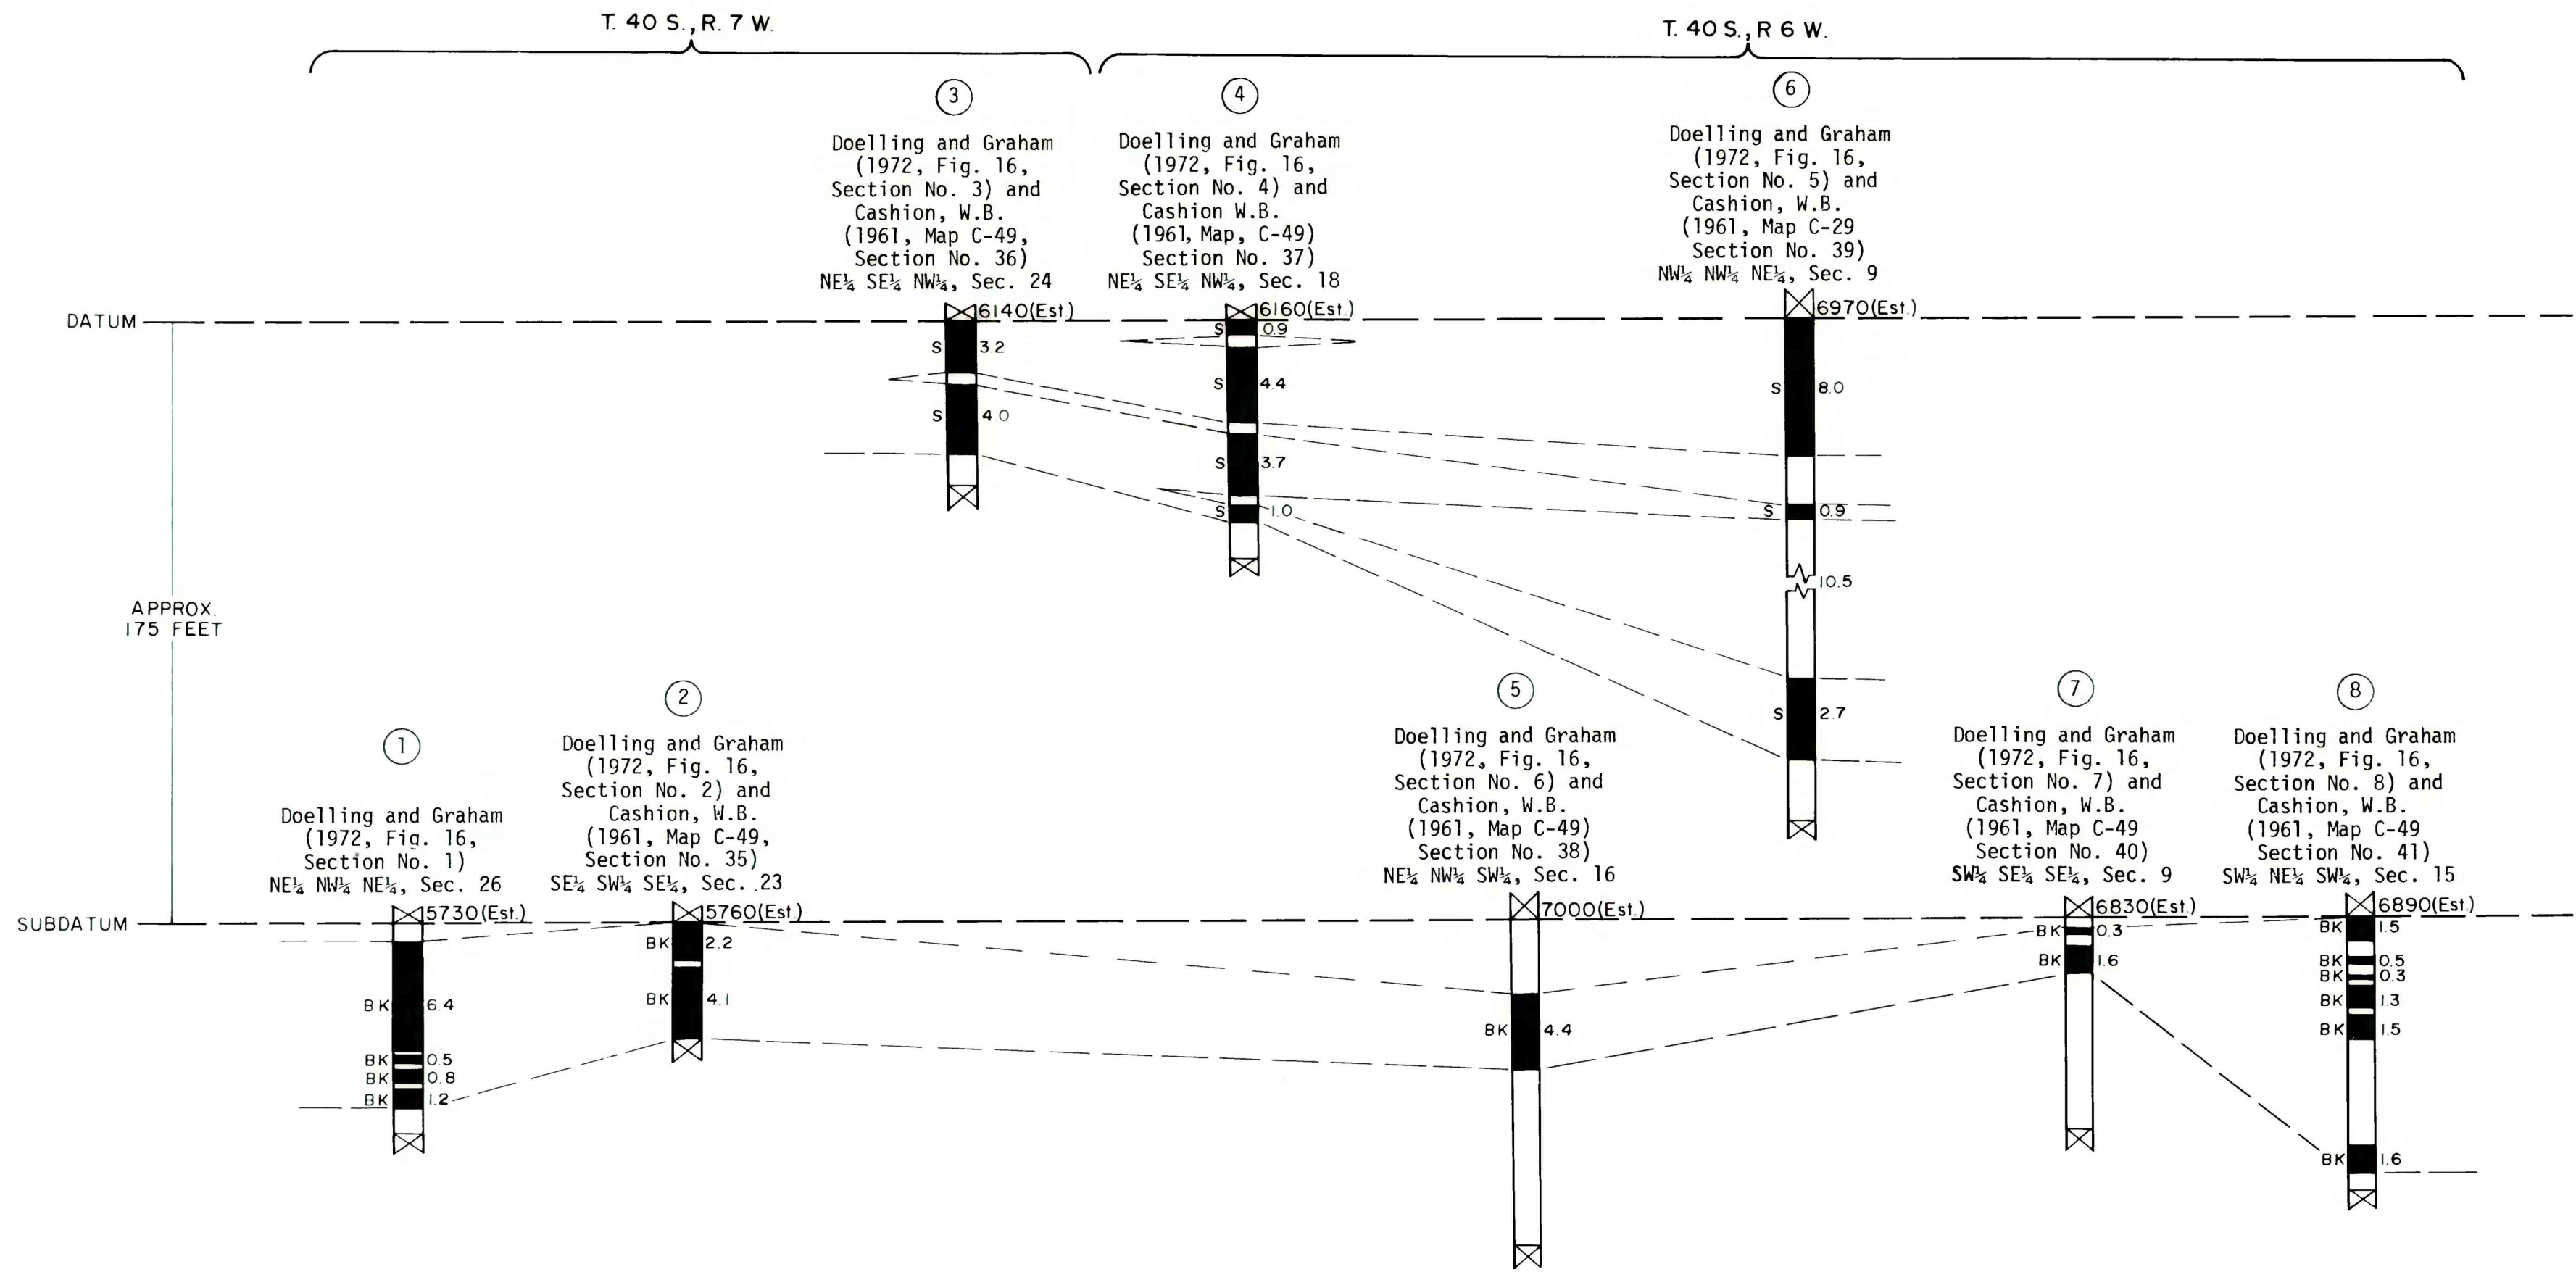 T. 40 S., R. 7 W.
T. 40 S., R 6 W.
3
Doelling and Graham
(1972, Fig. 16,
Section No. 3) and
Cashion, W.B.
(1961, Map C-49,
Section No. 36)
NE¼ SE¼ NW¼, Sec. 24
6140(Est.)
S 3.2
S 4.0
4
Doelling and Graham
(1972, Fig. 16,
Section No. 4) and
Cashion W.B.
(1961, Map, C-49)
Section No. 37)
NE¼ SE¼ NW¼, Sec. 18
6160(Est.)
S 0.9
S 4.4
S 3.7
S 1.0
6
Doelling and Graham
(1972, Fig. 16,
Section No. 5) and
Cashion, W.B.
(1961, Map C-29
Section No. 39)
NW¼ NW¼ NE¼, Sec. 9
6970(Est.)
S 8.0
S 0.9
10.5
S 2.7
DATUM
APPROX.
175 FEET
SUBDATUM
1
Doelling and Graham
(1972, Fig. 16,
Section No. 1)
NE¼ NW¼ NE¼, Sec. 26
5730(Est.)
BK 6.4
BK 0.5
BK 0.8
BK 1.2
2
Doelling and Graham
(1972, Fig. 16,
Section No. 2) and
Cashion, W.B.
(1961, Map C-49,
Section No. 35)
SE¼ SW¼ SE¼, Sec. .23
5760(Est.)
BK 2.2
BK 4.1
5
Doelling and Graham
(1972, Fig. 16,
Section No. 6) and
Cashion, W.B.
(1961, Map C-49)
Section No. 38)
NE¼ NW¼ SW¼, Sec. 16
7000(Est.)
BK 4.4
7
Doelling and Graham
(1972, Fig. 16,
Section No. 7) and
Cashion, W.B.
(1961, Map C-49
Section No. 40)
SW¼ SE¼ SE¼, Sec. 9
6830(Est.)
BK 0.3
BK 1.6
8
Doelling and Graham
(1972, Fig. 16,
Section No. 8) and
Cashion, W.B.
(1961, Map C-49
Section No. 41)
SW¼ NE¼ SW¼, Sec. 15
6890(Est.)
BK 1.5
BK 0.5
BK 0.3
BK 1.3
BK 1.5
BK 1.6